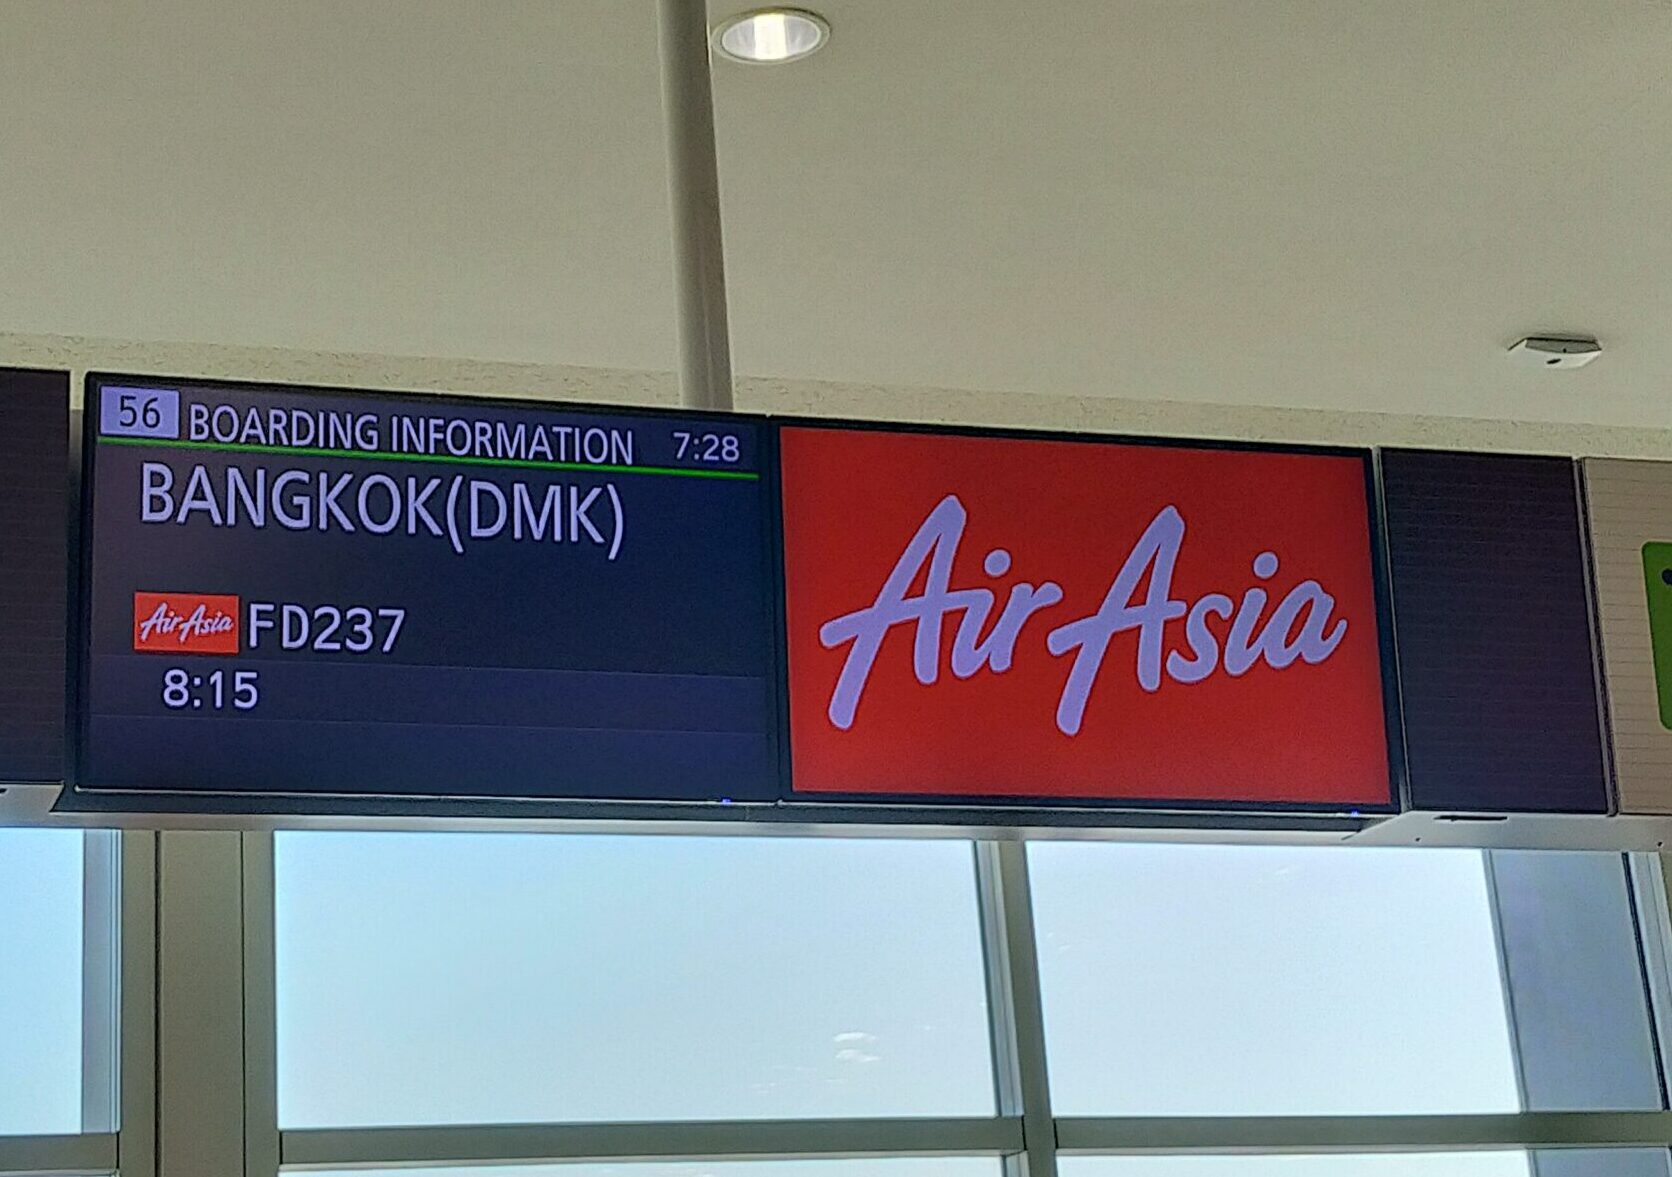 56 BOARDING INFORMATION 7:28
BANGKOK(DMK)
AirAsia FD237
8:15
AirAsia